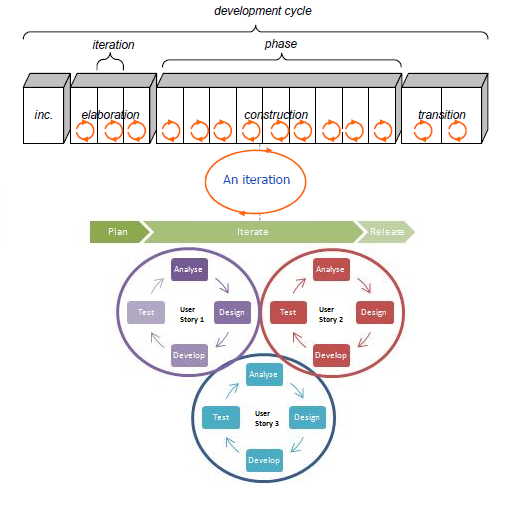 development cycle
iteration
phase
inc.
elaboration
construction
transition
An iteration
Plan
Iterate
Release
Analyse
Test
User
Story 1
Design
Develop
Analyse
Test
User
Story 2
Design
Develop
Analyse
Test
User
Story 3
Design
Develop